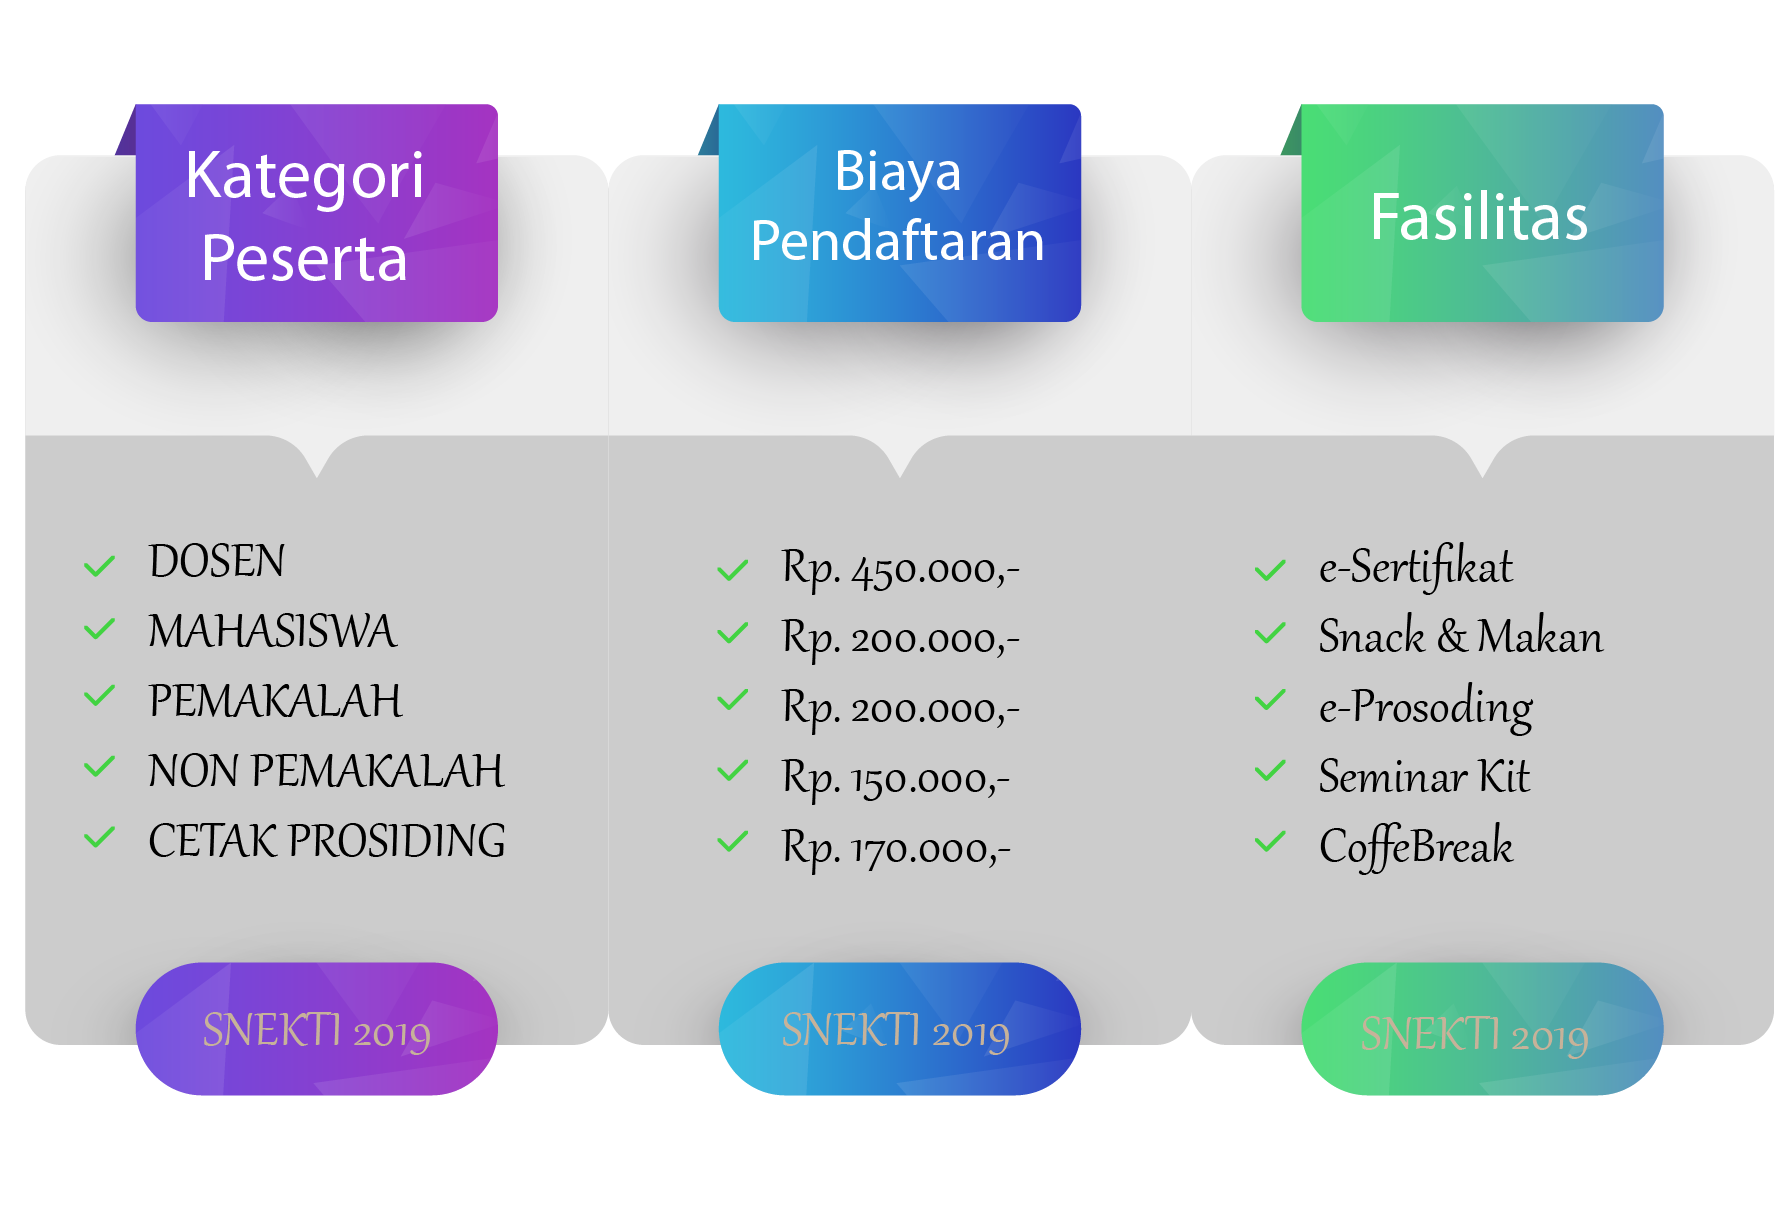 Kategori
Peserta
DOSEN
MAHASISWA
PEMAKALAH
NON PEMAKALAH
CETAK PROSIDING
SNEKTI 2019
Biaya
Pendaftaran
Rp. 450.000,-
Rp. 200.000,-
Rp. 200.000,-
Rp. 150.000,-
Rp. 170.000,-
SNEKTI 2019
Fasilitas
e-Sertifikat
Snack & Makan
e-Prosoding
Seminar Kit
CoffeBreak
SNEKTI 2019